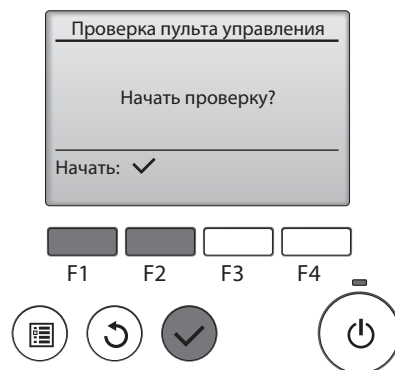 Проверка пульта управления
Начать проверку?
Начать: ✓
F1 F2 F3 F4